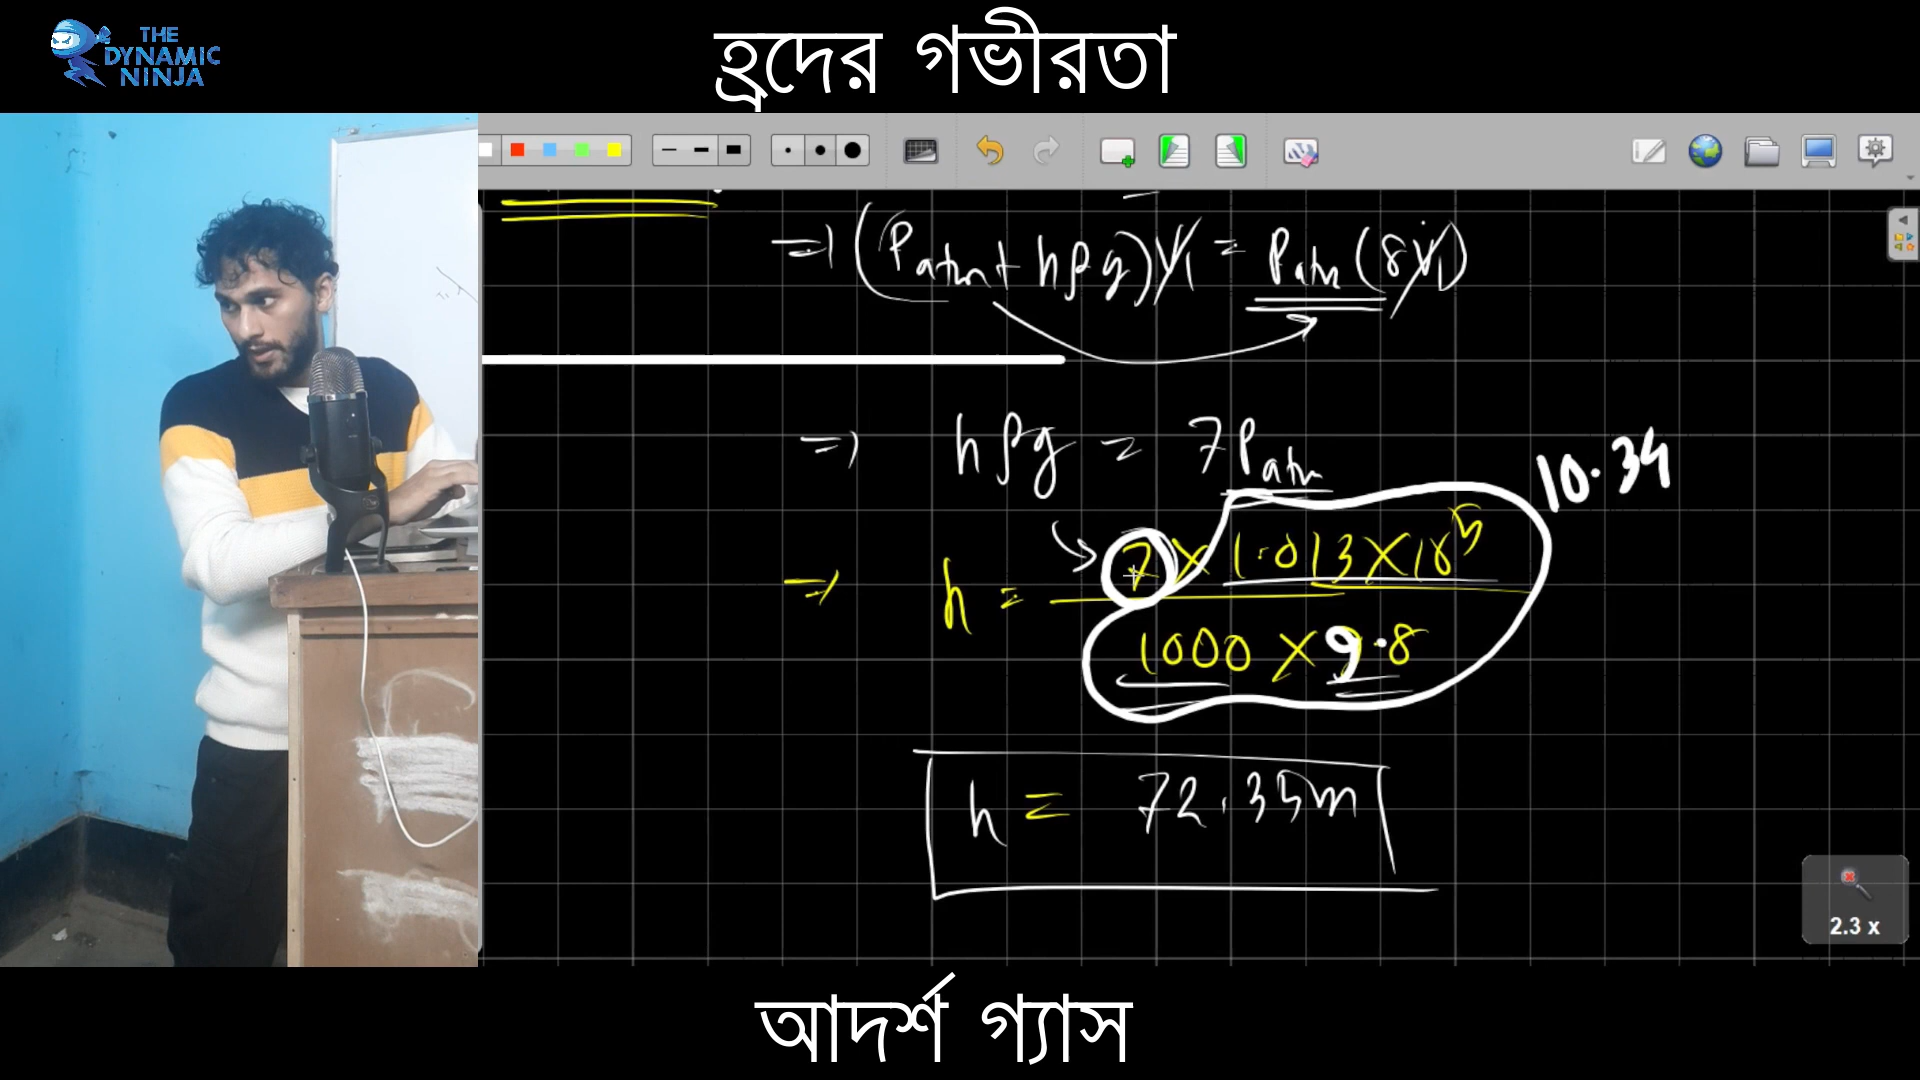 THE
DYNAMIC
NINJA
হ্রদের গভীরতা
=> (Patm + hρg)V1 = Patm (8V1)
=> hρg = 7Patm
10.34
=> h = 7 × 1.013 × 10⁵
1000 × 9.8
h = 72.35m
2.3 x
আদর্শ গ্যাস